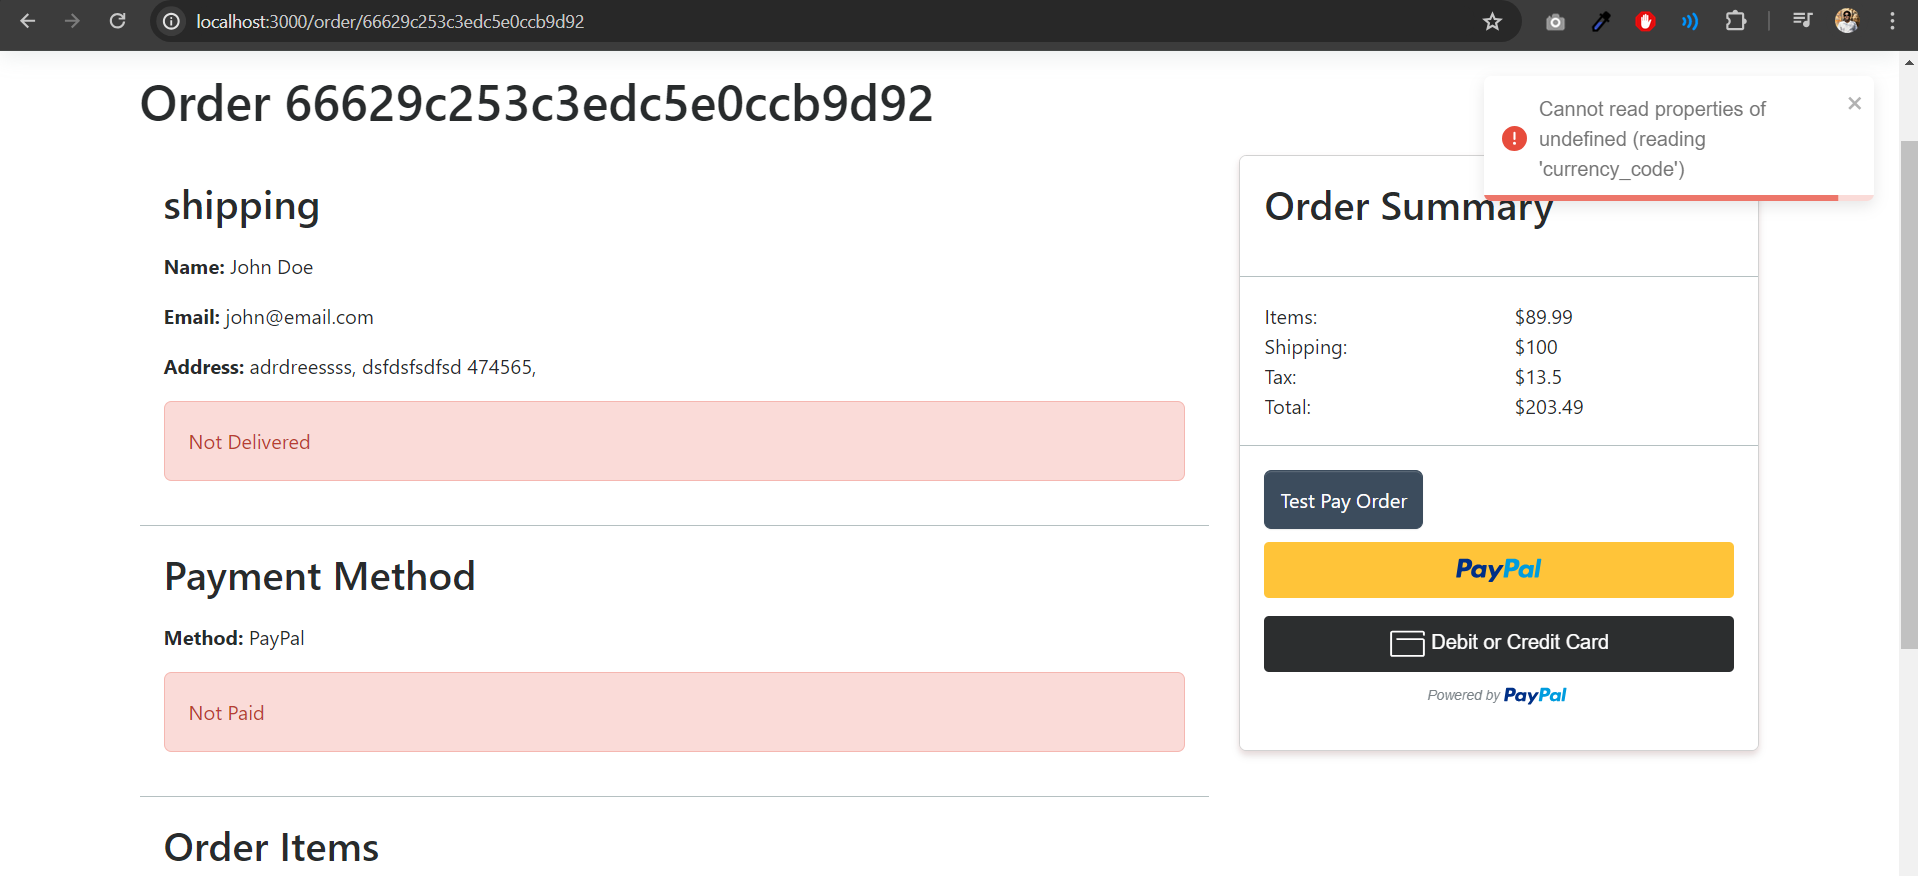 localhost:3000/order/66629c253c3edc5e0ccb9d92
Order 66629c253c3edc5e0ccb9d92
Cannot read properties of
undefined (reading
'currency_code')
shipping
Name: John Doe
Email: john@email.com
Address: adrdreessss, dsfdsfsdfsd 474565,
Not Delivered
Payment Method
Method: PayPal
Not Paid
Order Items
Order Summary
Items: $89.99
Shipping: $100
Tax: $13.5
Total: $203.49
Test Pay Order
PayPal
Debit or Credit Card
Powered by PayPal